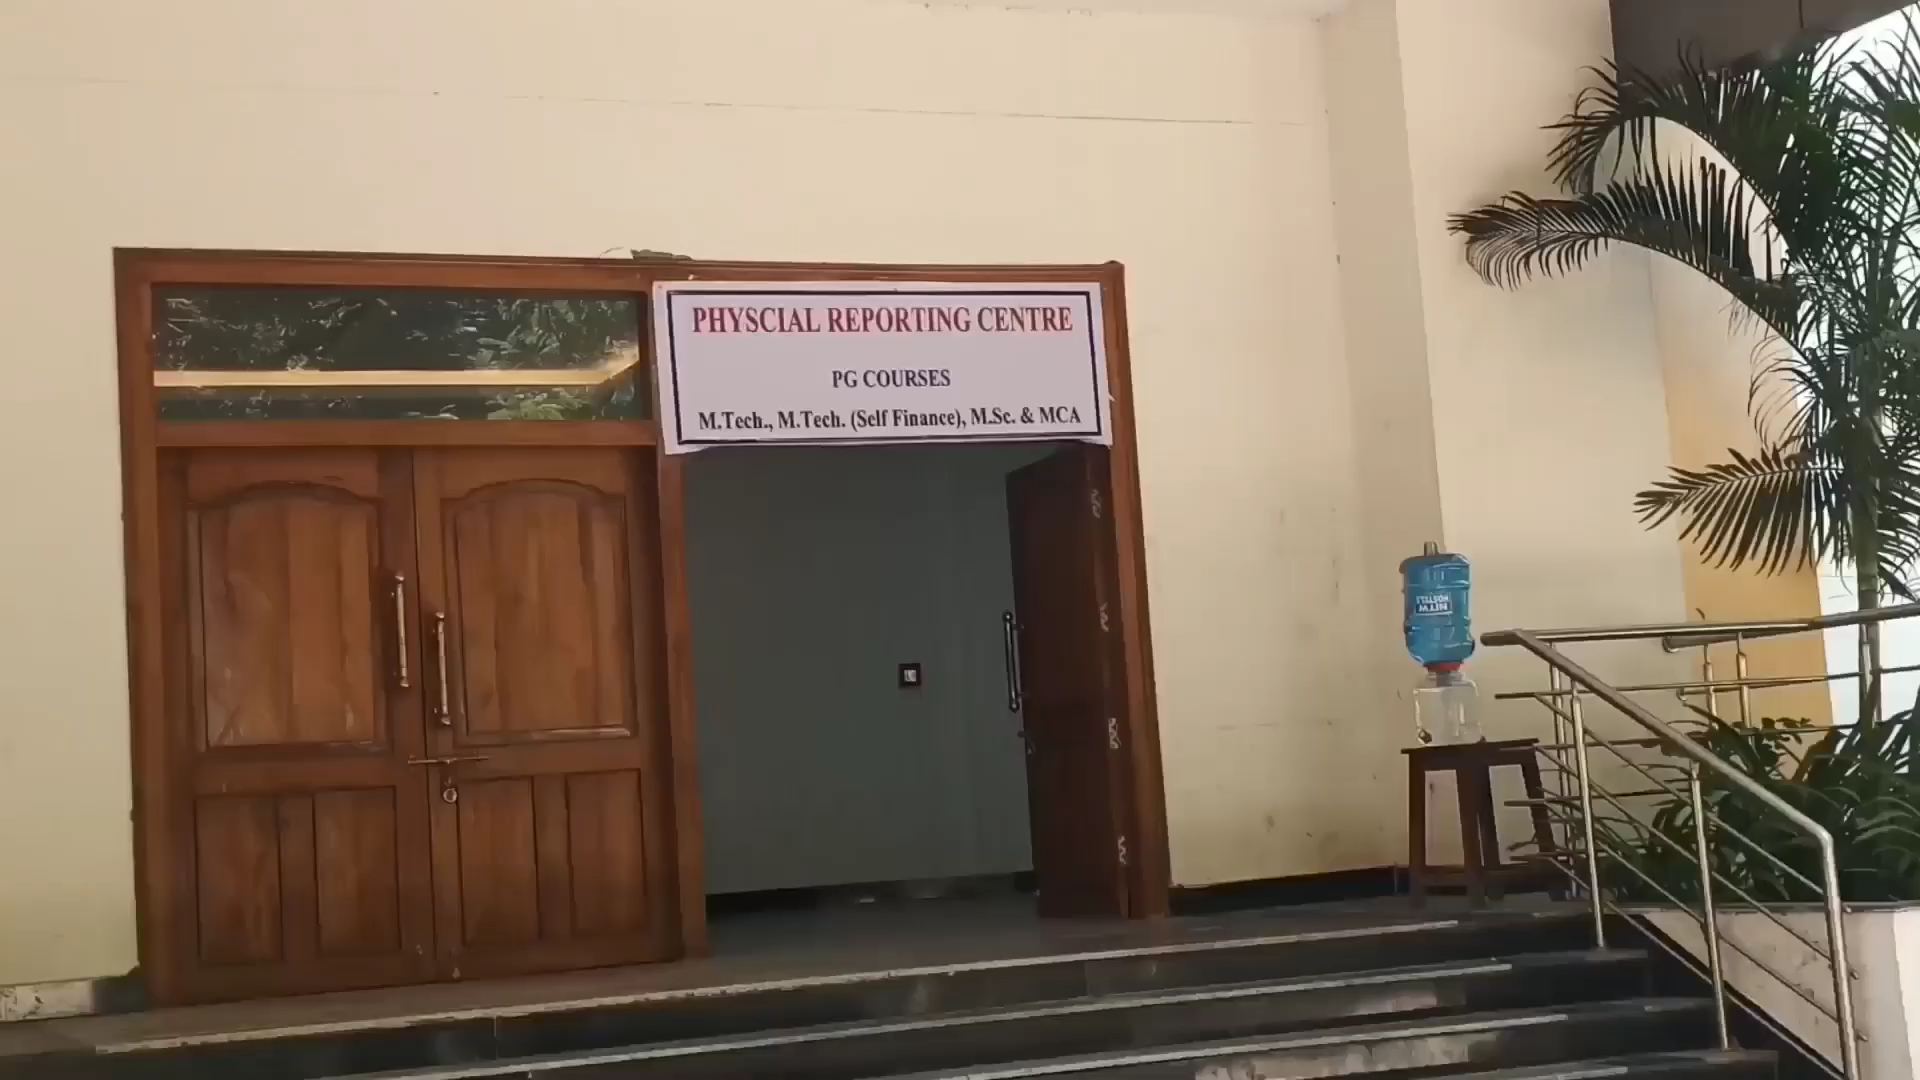 PHYSCIAL REPORTING CENTRE
PG COURSES
M.Tech., M.Tech. (Self Finance), M.Sc. & MCA
NITW
HOSTELS